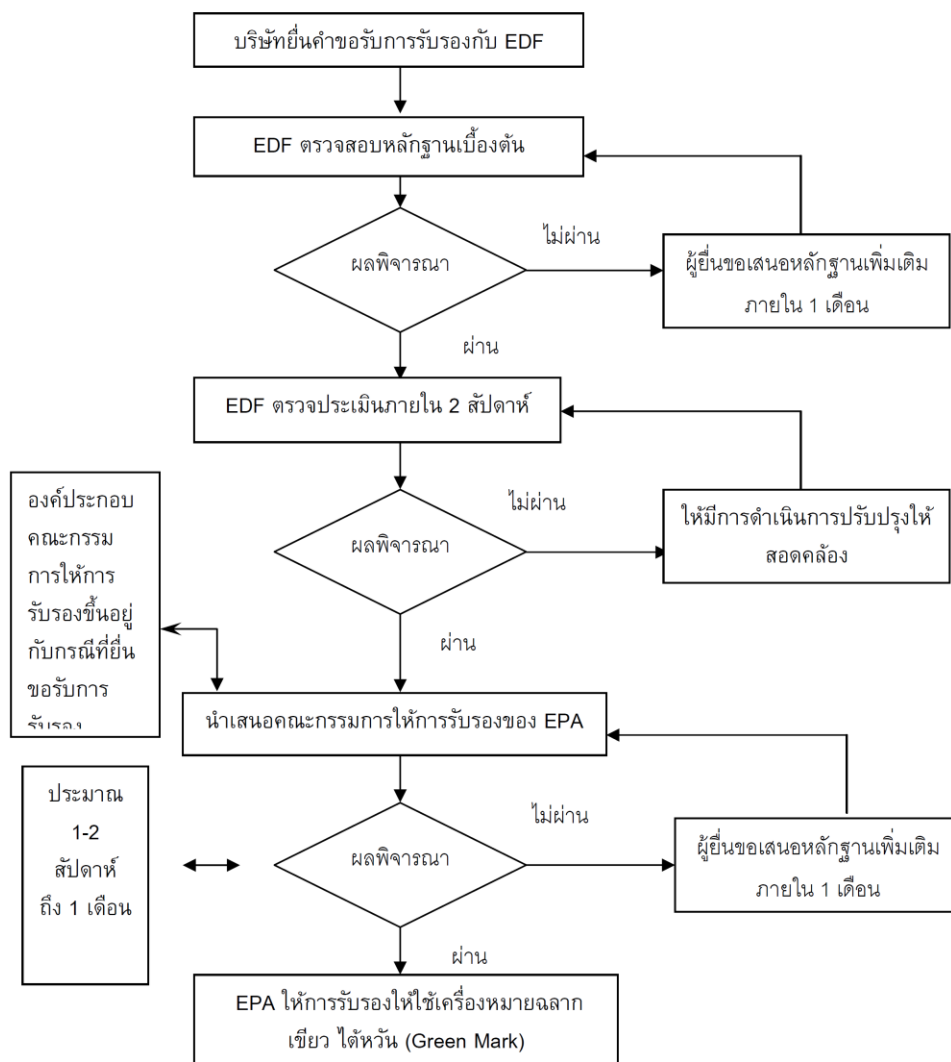 บริษัทยื่นคำขอรับการรับรองกับ EDF
EDF ตรวจสอบหลักฐานเบื้องต้น
ผลพิจารณา
ไม่ผ่าน
ผู้ยื่นขอเสนอหลักฐานเพิ่มเติม
ภายใน 1 เดือน
ผ่าน
EDF ตรวจประเมินภายใน 2 สัปดาห์
ผลพิจารณา
ไม่ผ่าน
ให้มีการดำเนินการปรับปรุงให้
สอดคล้อง
องค์ประกอบ
คณะกรรม
การให้การ
รับรองขึ้นอยู่
กับกรณีที่ยื่น
ขอรับการ
รับรอง
ผ่าน
นำเสนอคณะกรรมการให้การรับรองของ EPA
ประมาณ
1-2
สัปดาห์
ถึง 1 เดือน
ผลพิจารณา
ไม่ผ่าน
ผู้ยื่นขอเสนอหลักฐานเพิ่มเติม
ภายใน 1 เดือน
ผ่าน
EPA ให้การรับรองให้ใช้เครื่องหมายฉลาก
เขียว ไต้หวัน (Green Mark)